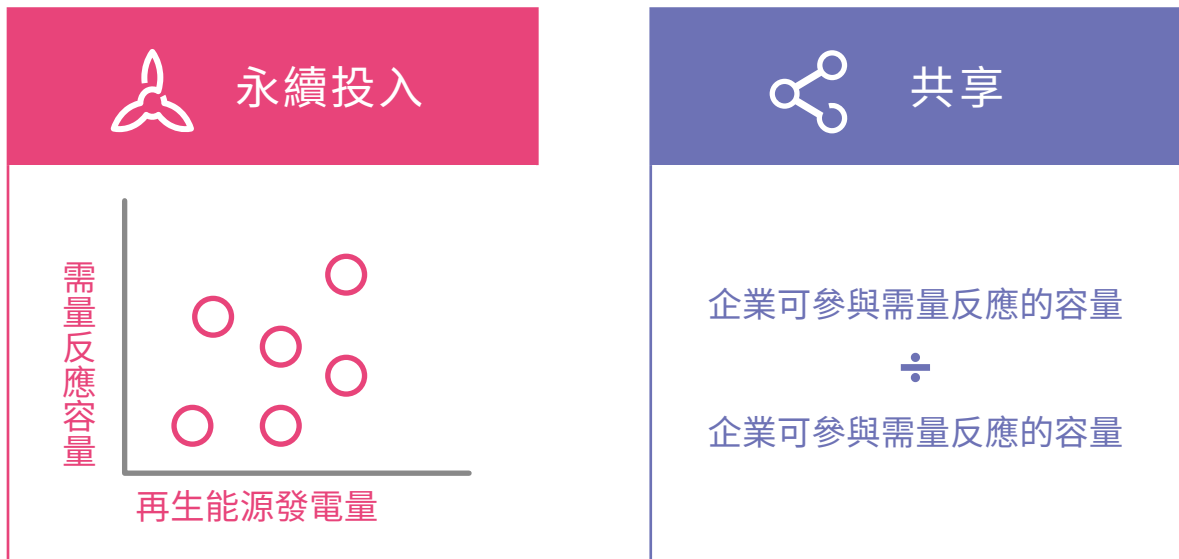 永續投入
需量反應容量
再生能源發電量
共享
企業可參與需量反應的容量
÷
企業可參與需量反應的容量